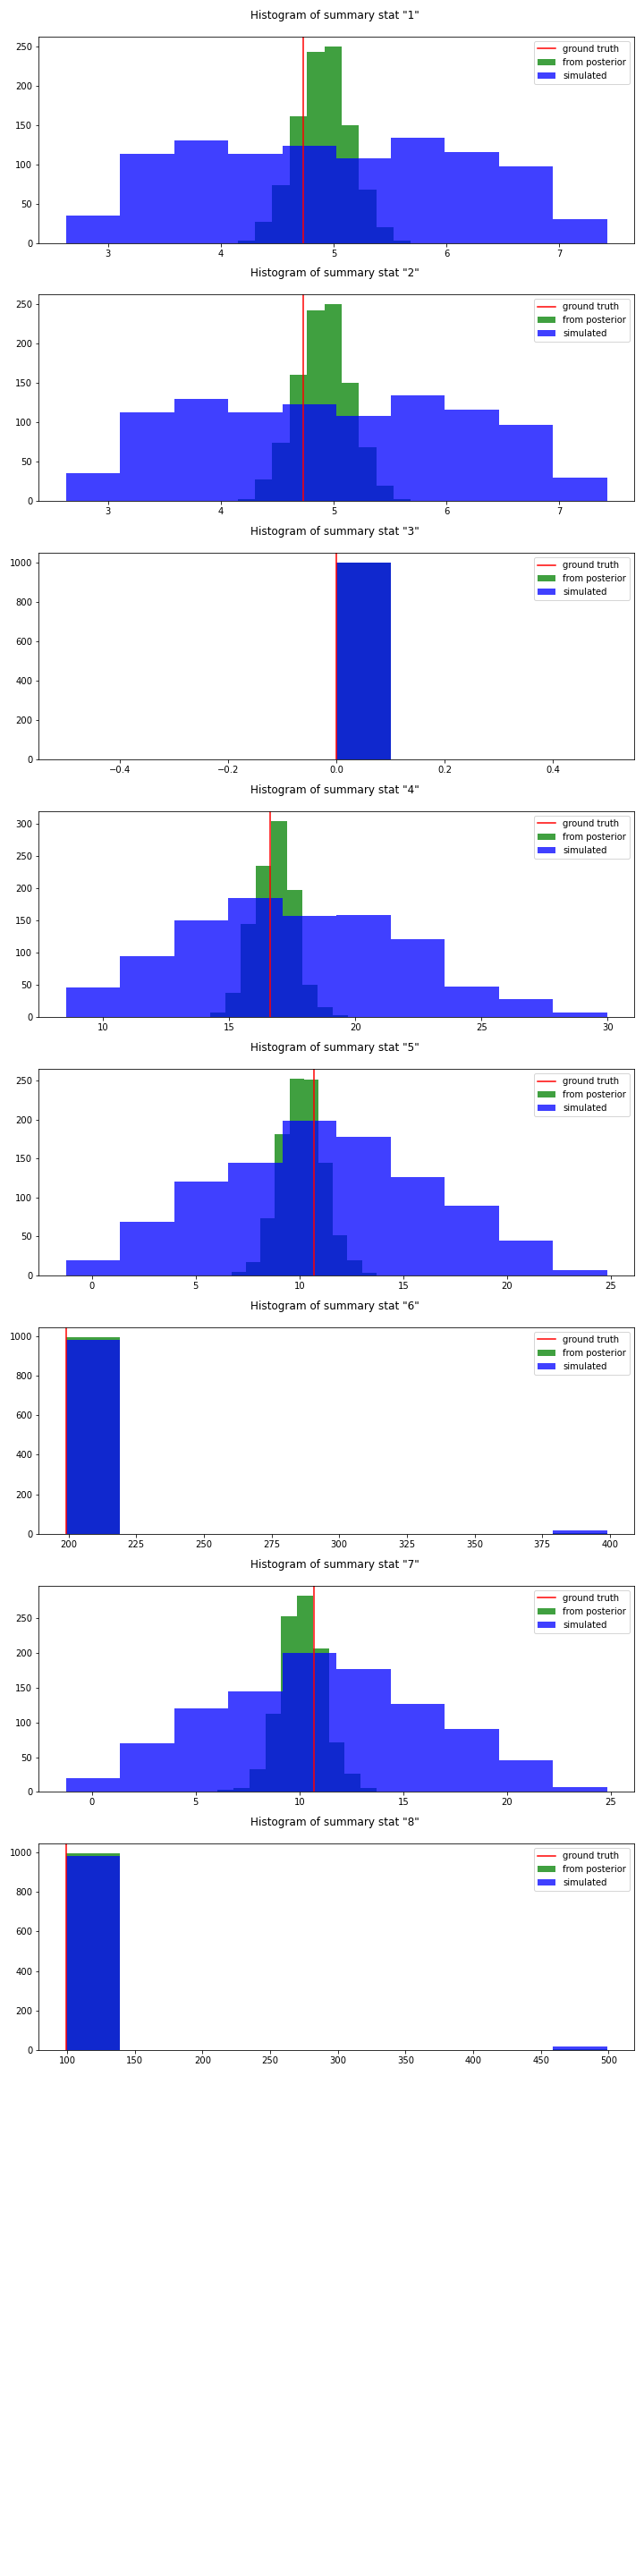 Histogram of summary stat "1"
ground truth
from posterior
simulated
250
200
150
100
50
0
3 4 5 6 7
Histogram of summary stat "2"
ground truth
from posterior
simulated
250
200
150
100
50
0
3 4 5 6 7
Histogram of summary stat "3"
ground truth
from posterior
simulated
1000
800
600
400
200
0
−0.4 −0.2 0.0 0.2 0.4
Histogram of summary stat "4"
ground truth
from posterior
simulated
300
250
200
150
100
50
0
10 15 20 25 30
Histogram of summary stat "5"
ground truth
from posterior
simulated
250
200
150
100
50
0
0 5 10 15 20 25
Histogram of summary stat "6"
ground truth
from posterior
simulated
1000
800
600
400
200
0
200 225 250 275 300 325 350 375 400
Histogram of summary stat "7"
ground truth
from posterior
simulated
250
200
150
100
50
0
0 5 10 15 20 25
Histogram of summary stat "8"
ground truth
from posterior
simulated
1000
800
600
400
200
0
100 150 200 250 300 350 400 450 500